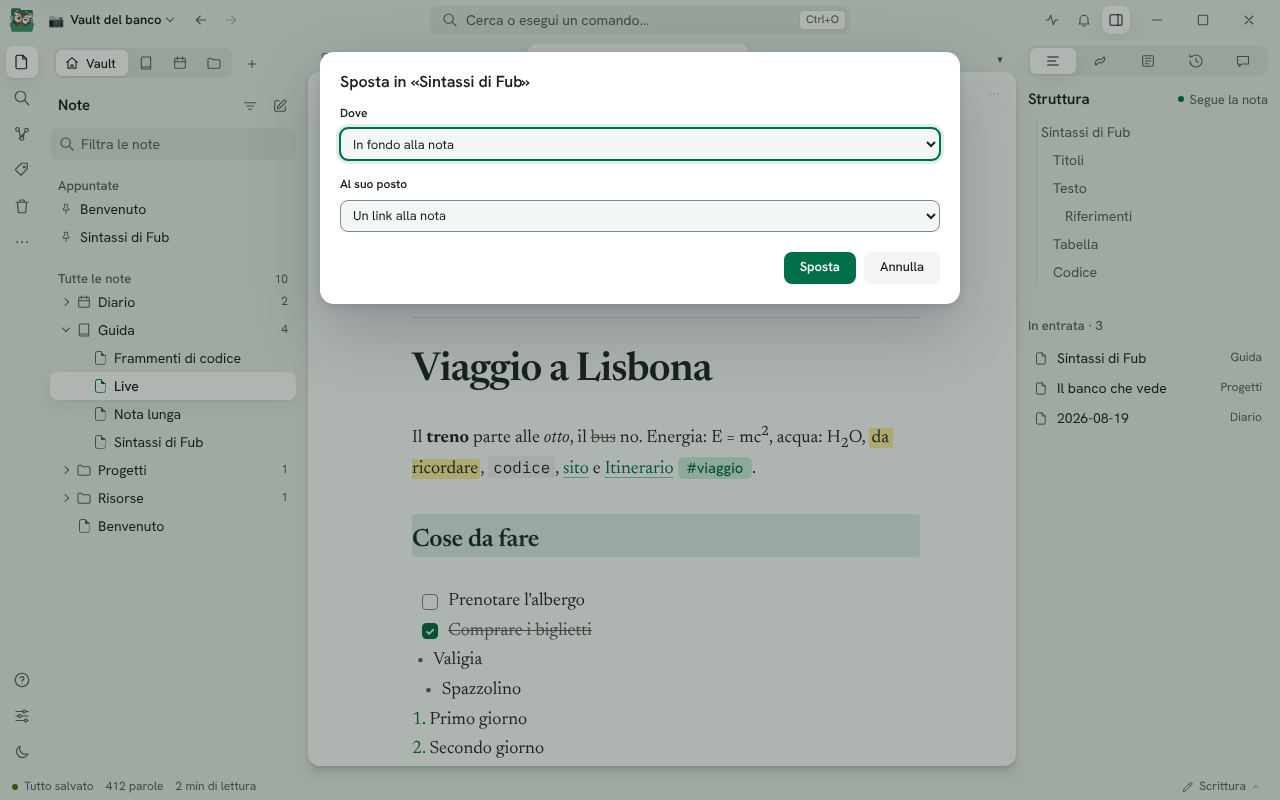 Vault del banco
Cerca o esegui un comando…
Ctrl+O
Vault
Note
Filtra le note
Appuntate
Benvenuto
Sintassi di Fub
Tutte le note 10
Diario 2
Guida 4
Frammenti di codice
Live
Nota lunga
Sintassi di Fub
Progetti 1
Risorse 1
Benvenuto
Sposta in «Sintassi di Fub»
Dove
In fondo alla nota
Al suo posto
Un link alla nota
Sposta
Annulla
Viaggio a Lisbona
Il treno parte alle otto, il bus no. Energia: E = mc², acqua: H₂O, da
ricordare, codice, sito e Itinerario #viaggio.
Cose da fare
Prenotare l'albergo
Comprare i biglietti
• Valigia
• Spazzolino
1. Primo giorno
2. Secondo giorno
Struttura
Segue la nota
Sintassi di Fub
Titoli
Testo
Riferimenti
Tabella
Codice
In entrata · 3
Sintassi di Fub Guida
Il banco che vede Progetti
2026-08-19 Diario
Tutto salvato 412 parole 2 min di lettura
Scrittura